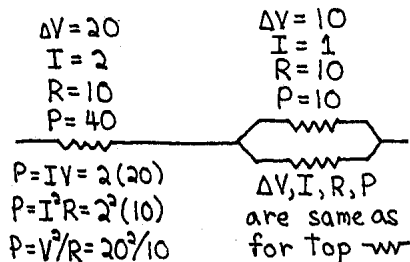 ΔV=20
I=2
R=10
P=40
P=IV=2(20)
P=I²R=2²(10)
P=V²/R=20²/10
ΔV=10
I=1
R=10
P=10
ΔV,I,R,P
are same as
for top